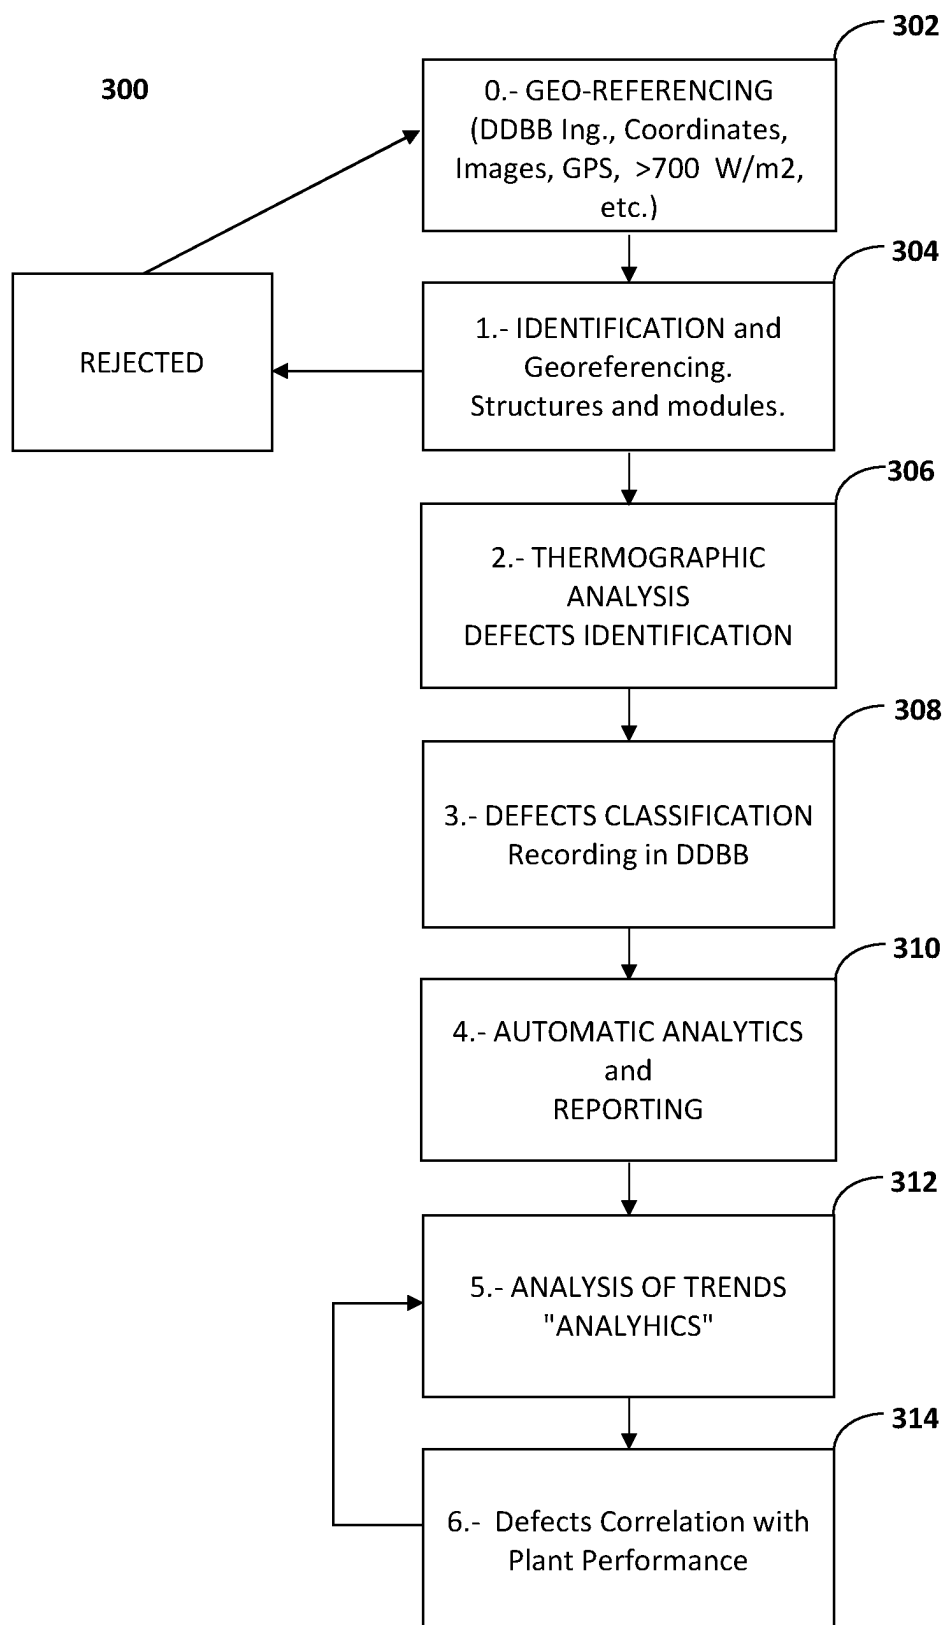 302
300
0.- GEO-REFERENCING
(DDBB Ing., Coordinates,
Images, GPS, >700 W/m2,
etc.)
304
REJECTED
1.- IDENTIFICATION and
Georeferencing.
Structures and modules.
306
2.- THERMOGRAPHIC
ANALYSIS
DEFECTS IDENTIFICATION
308
3.- DEFECTS CLASSIFICATION
Recording in DDBB
310
4.- AUTOMATIC ANALYTICS
and
REPORTING
312
5.- ANALYSIS OF TRENDS
"ANALYHICS"
314
6.- Defects Correlation with
Plant Performance